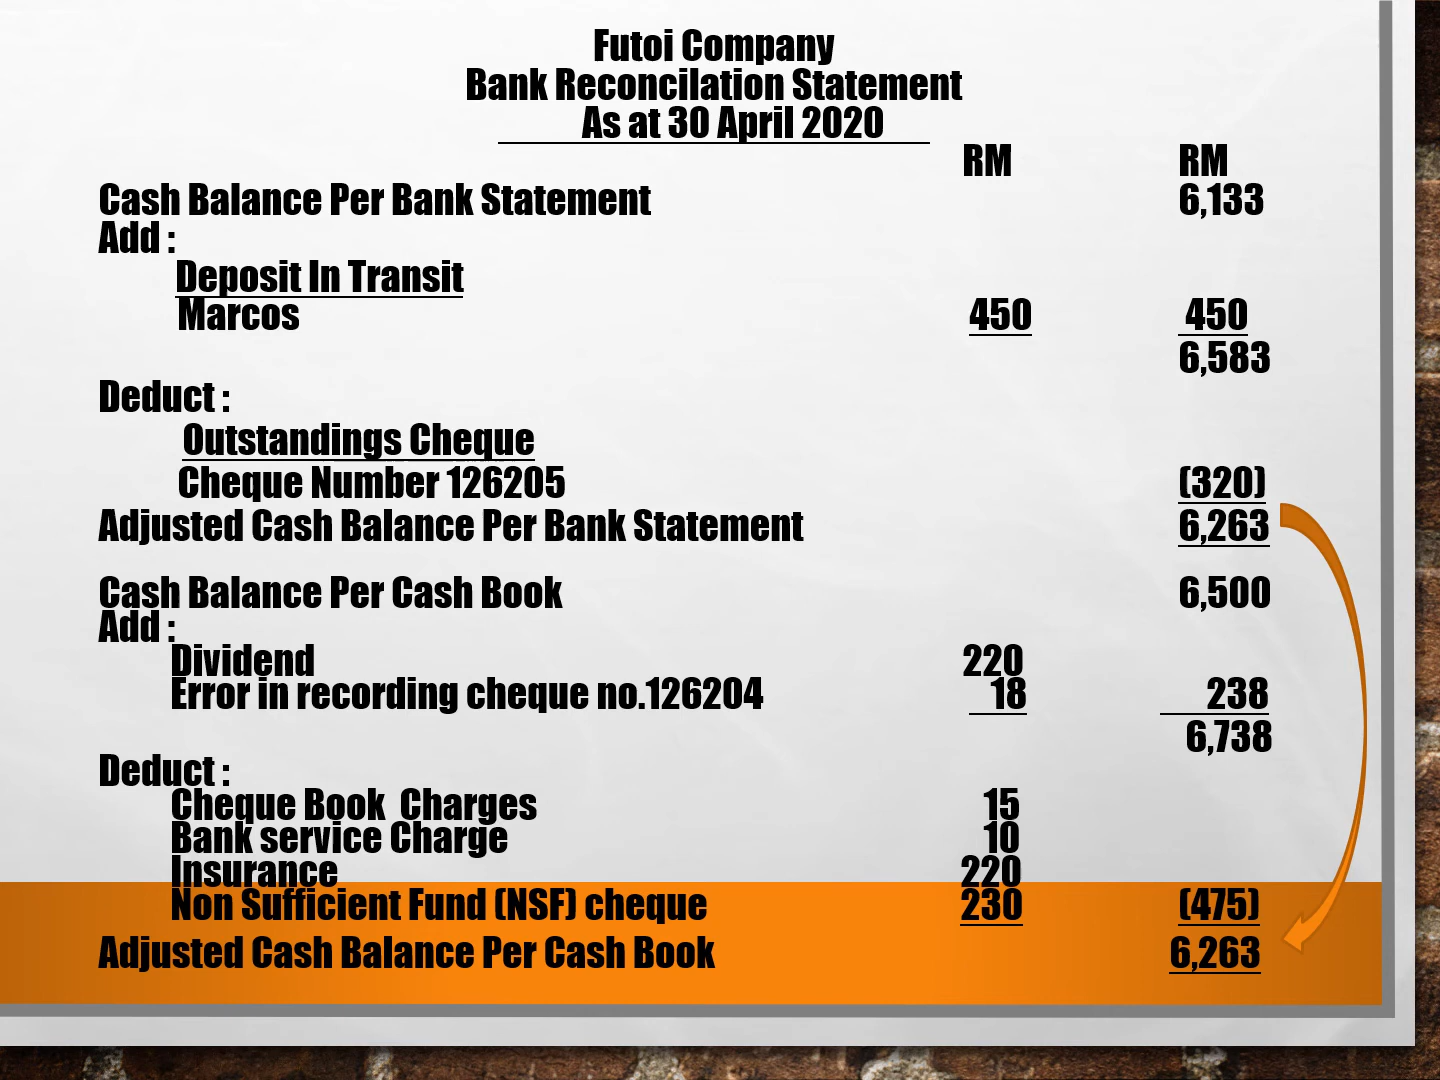 Futoi Company
Bank Reconcilation Statement
As at 30 April 2020
RM RM
Cash Balance Per Bank Statement 6,133
Add :
Deposit In Transit
Marcos 450 450
6,583
Deduct :
Outstandings Cheque
Cheque Number 126205 (320)
Adjusted Cash Balance Per Bank Statement 6,263
Cash Balance Per Cash Book 6,500
Add :
Dividend 220
Error in recording cheque no.126204 18 238
6,738
Deduct :
Cheque Book Charges 15
Bank service Charge 10
Insurance 220
Non Sufficient Fund (NSF) cheque 230 (475)
Adjusted Cash Balance Per Cash Book 6,263